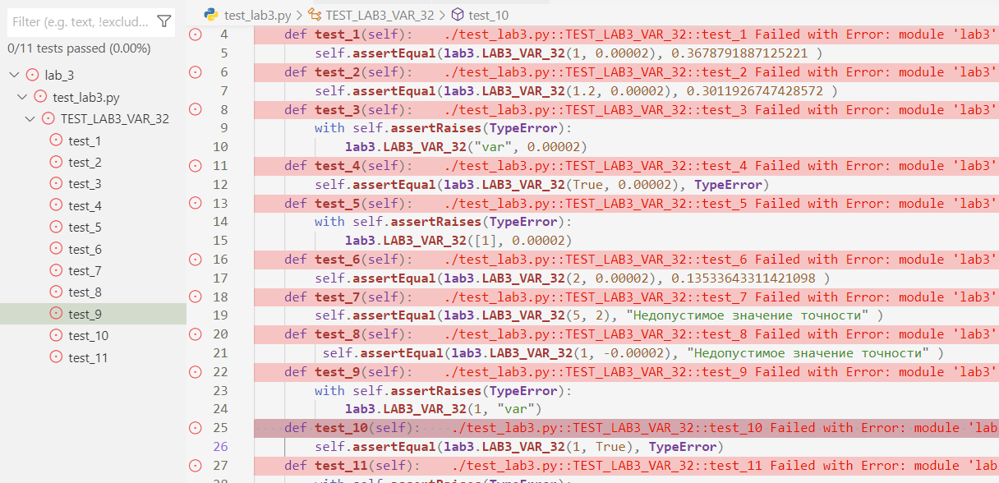 Filter (e.g. text, !exclud...
0/11 tests passed (0.00%)
lab_3
test_lab3.py
TEST_LAB3_VAR_32
test_1
test_2
test_3
test_4
test_5
test_6
test_7
test_8
test_9
test_10
test_11
test_lab3.py > TEST_LAB3_VAR_32 > test_10
4 def test_1(self): ./test_lab3.py::TEST_LAB3_VAR_32::test_1 Failed with Error: module 'lab3'
5 self.assertEqual(lab3.LAB3_VAR_32(1, 0.00002), 0.3678791887125221 )
6 def test_2(self): ./test_lab3.py::TEST_LAB3_VAR_32::test_2 Failed with Error: module 'lab3'
7 self.assertEqual(lab3.LAB3_VAR_32(1.2, 0.00002), 0.3011926747428572 )
8 def test_3(self): ./test_lab3.py::TEST_LAB3_VAR_32::test_3 Failed with Error: module 'lab3'
9 with self.assertRaises(TypeError):
10 lab3.LAB3_VAR_32("var", 0.00002)
11 def test_4(self): ./test_lab3.py::TEST_LAB3_VAR_32::test_4 Failed with Error: module 'lab3'
12 self.assertEqual(lab3.LAB3_VAR_32(True, 0.00002), TypeError)
13 def test_5(self): ./test_lab3.py::TEST_LAB3_VAR_32::test_5 Failed with Error: module 'lab3'
14 with self.assertRaises(TypeError):
15 lab3.LAB3_VAR_32([1], 0.00002)
16 def test_6(self): ./test_lab3.py::TEST_LAB3_VAR_32::test_6 Failed with Error: module 'lab3'
17 self.assertEqual(lab3.LAB3_VAR_32(2, 0.00002), 0.13533643311421098 )
18 def test_7(self): ./test_lab3.py::TEST_LAB3_VAR_32::test_7 Failed with Error: module 'lab3'
19 self.assertEqual(lab3.LAB3_VAR_32(5, 2), "Недопустимое значение точности" )
20 def test_8(self): ./test_lab3.py::TEST_LAB3_VAR_32::test_8 Failed with Error: module 'lab3'
21 self.assertEqual(lab3.LAB3_VAR_32(1, -0.00002), "Недопустимое значение точности" )
22 def test_9(self): ./test_lab3.py::TEST_LAB3_VAR_32::test_9 Failed with Error: module 'lab3'
23 with self.assertRaises(TypeError):
24 lab3.LAB3_VAR_32(1, "var")
25 def test_10(self): ./test_lab3.py::TEST_LAB3_VAR_32::test_10 Failed with Error: module 'lab
26 self.assertEqual(lab3.LAB3_VAR_32(1, True), TypeError)
27 def test_11(self): ./test_lab3.py::TEST_LAB3_VAR_32::test_11 Failed with Error: module 'lab